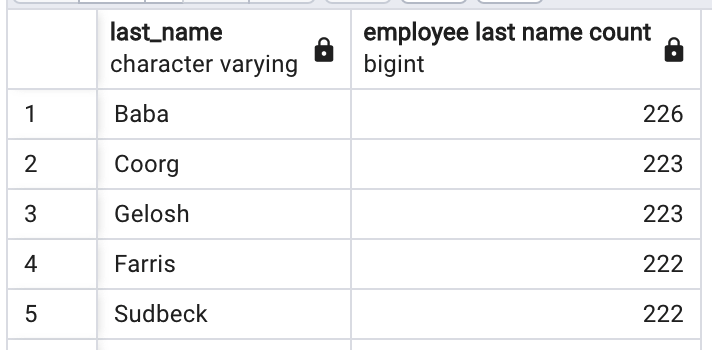 last_name employee last name count
character varying bigint
1 Baba 226
2 Coorg 223
3 Gelosh 223
4 Farris 222
5 Sudbeck 222